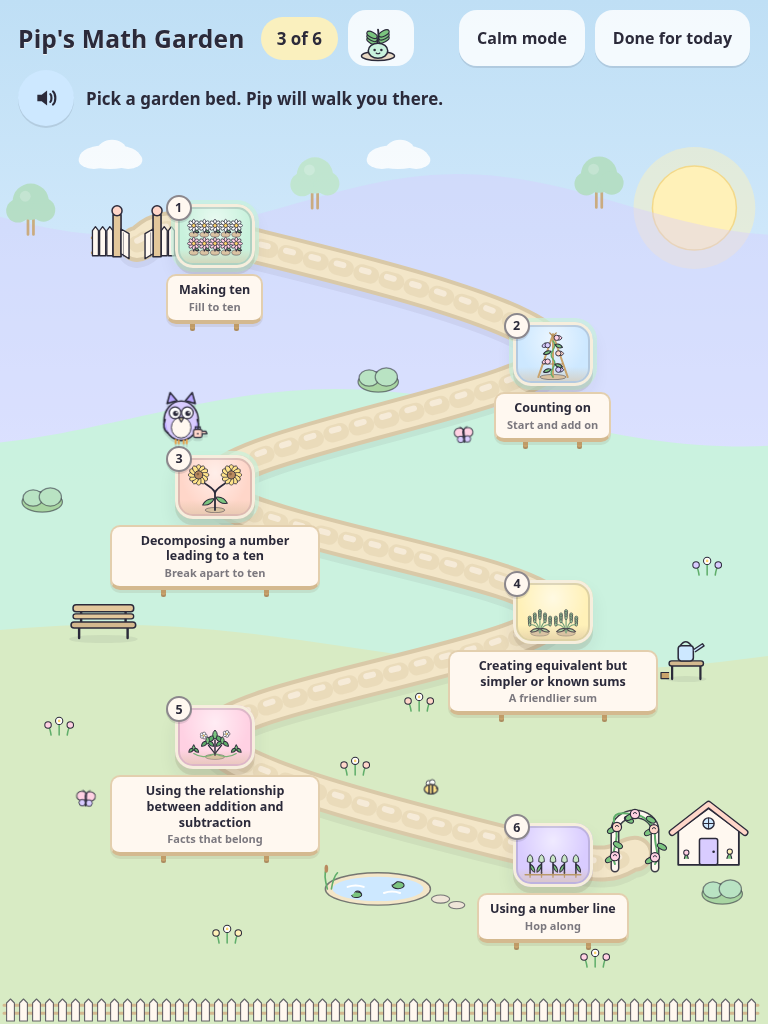 Pip's Math Garden
3 of 6
Calm mode
Done for today
Pick a garden bed. Pip will walk you there.
1
Making ten
Fill to ten
2
Counting on
Start and add on
3
Decomposing a number
leading to a ten
Break apart to ten
4
Creating equivalent but
simpler or known sums
A friendlier sum
5
Using the relationship
between addition and
subtraction
Facts that belong
6
Using a number line
Hop along